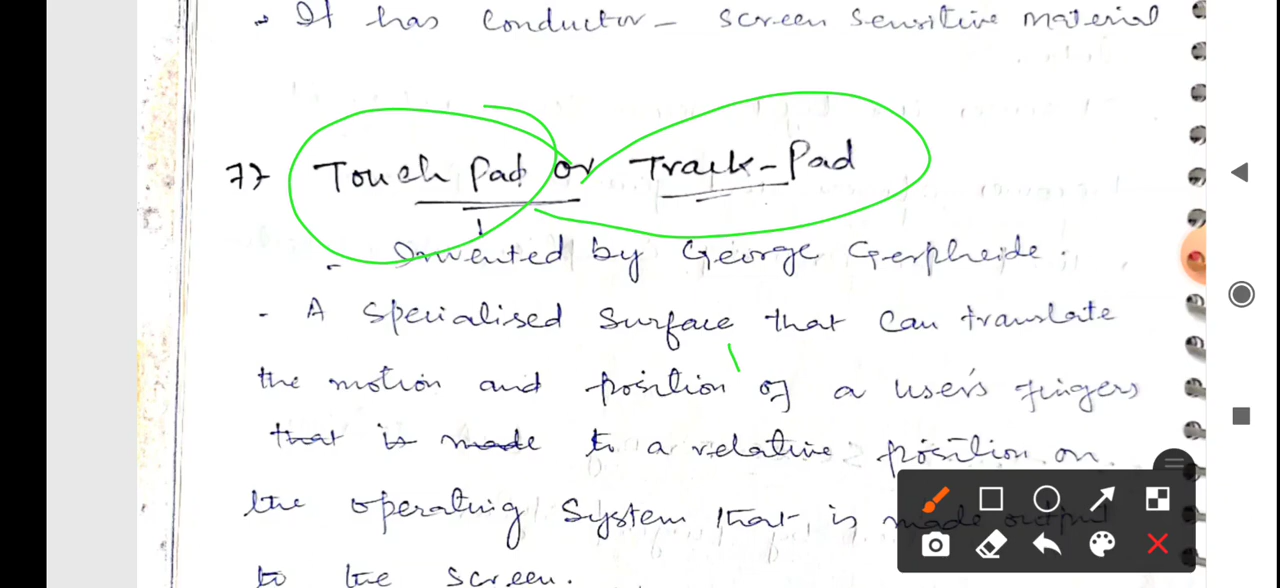 • It has conductor – screen sensitive material
7⟩ Touch Pad or Track-Pad
- Invented by George Gerpheide.
- A specialised surface that can translate
the motion and position of a user's fingers
that is made to a relative position on
the operating system that is made output
to the screen.